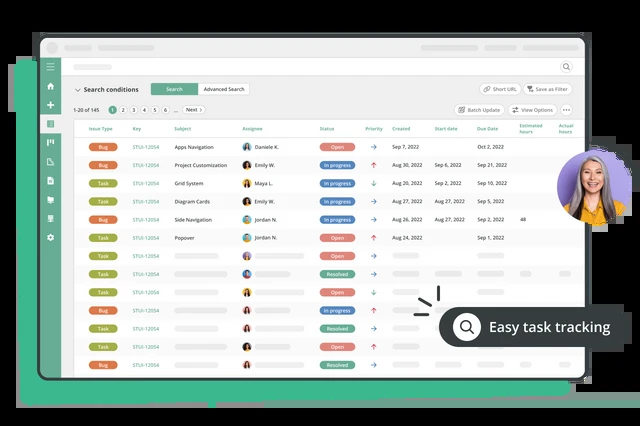 Search conditions Search Advanced Search Short URL Save as Filter
1-20 of 145 1 2 3 4 5 6 ... Next > Batch Update View Options ...
Issue Type Key Subject Assignee Status Priority Created Start date Due Date Estimated hours Actual hours
Bug STUI-12054 Apps Navigation Daniele K. Open Sep 7, 2022 Oct 2, 2022
Bug STUI-12054 Project Customization Emily W. In progress Aug 30, 2022 Sep 6, 2022 Sep 21, 2022
Task STUI-12054 Grid System Maya L. In progress Aug 20, 2022 Sep 2, 2022 Sep 10, 2022
Task STUI-12054 Diagram Cards Emily W. In progress Aug 27, 2022 Aug 27, 2022 Sep 5, 2022
Bug STUI-12054 Side Navigation Jordan N. In progress Aug 26, 2022 Aug 27, 2022 Sep 2, 2022 48
Task STUI-12054 Popover Jordan N. Open Aug 24, 2022 Sep 1, 2022
Task STUI-12054 Open
Task STUI-12054 Resolved
Task STUI-12054 Open
Bug STUI-12054 In progress
Task STUI-12054 Resolved
Task STUI-12054 Open
Bug STUI-12054 Resolved
Easy task tracking